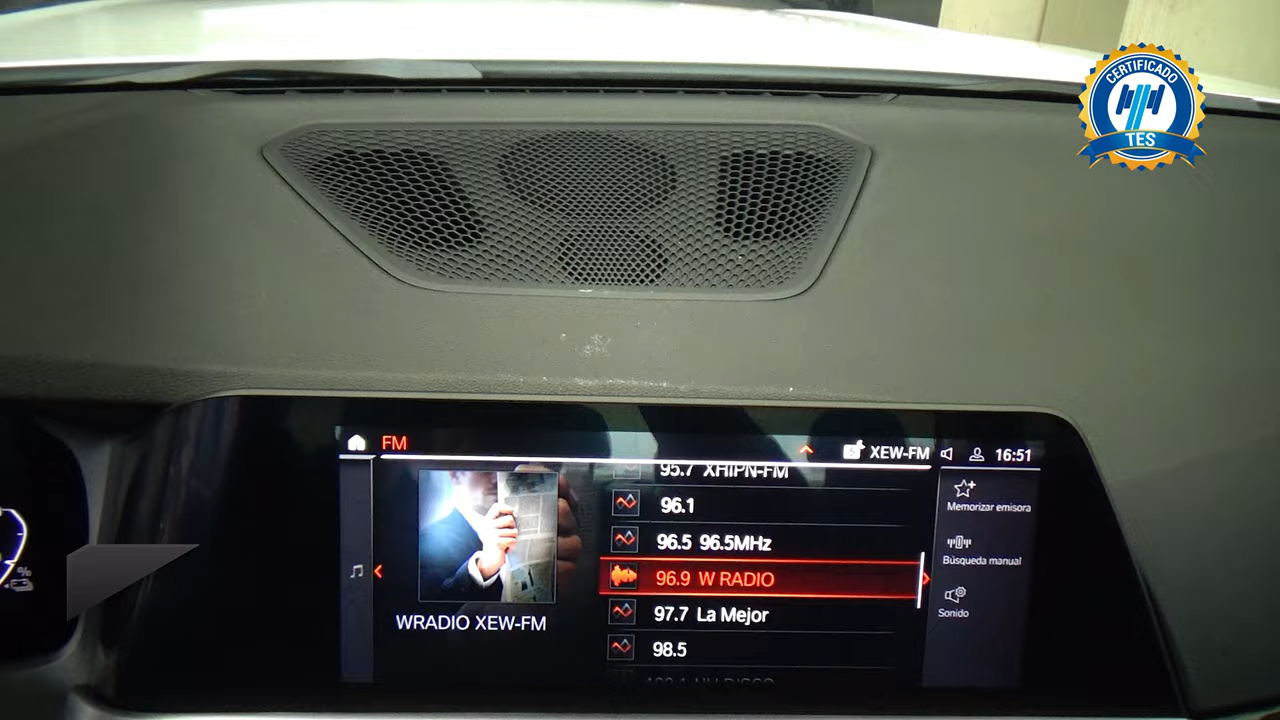 CERTIFICADO
TES
FM
XEW-FM
16:51
95.7 XHIPN-FM
96.1
96.5 96.5MHz
96.9 W RADIO
97.7 La Mejor
98.5
WRADIO XEW-FM
Memorizar emisora
Búsqueda manual
Sonido
%